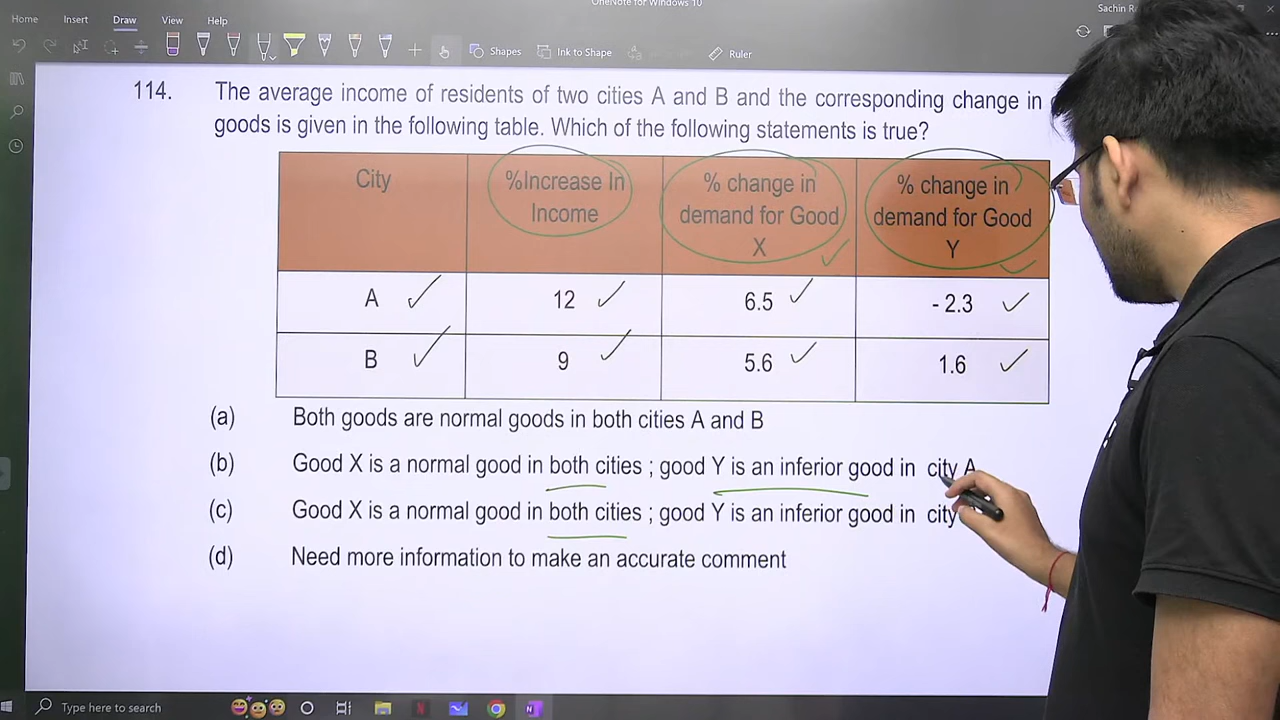 OneNote for Windows 10
Sachin
Home Insert Draw View Help
Shapes Ink to Shape Ruler
114. The average income of residents of two cities A and B and the corresponding change in
goods is given in the following table. Which of the following statements is true?
City %Increase In Income % change in demand for Good X % change in demand for Good Y
A 12 6.5 - 2.3
B 9 5.6 1.6
(a) Both goods are normal goods in both cities A and B
(b) Good X is a normal good in both cities ; good Y is an inferior good in city A
(c) Good X is a normal good in both cities ; good Y is an inferior good in city
(d) Need more information to make an accurate comment
Type here to search